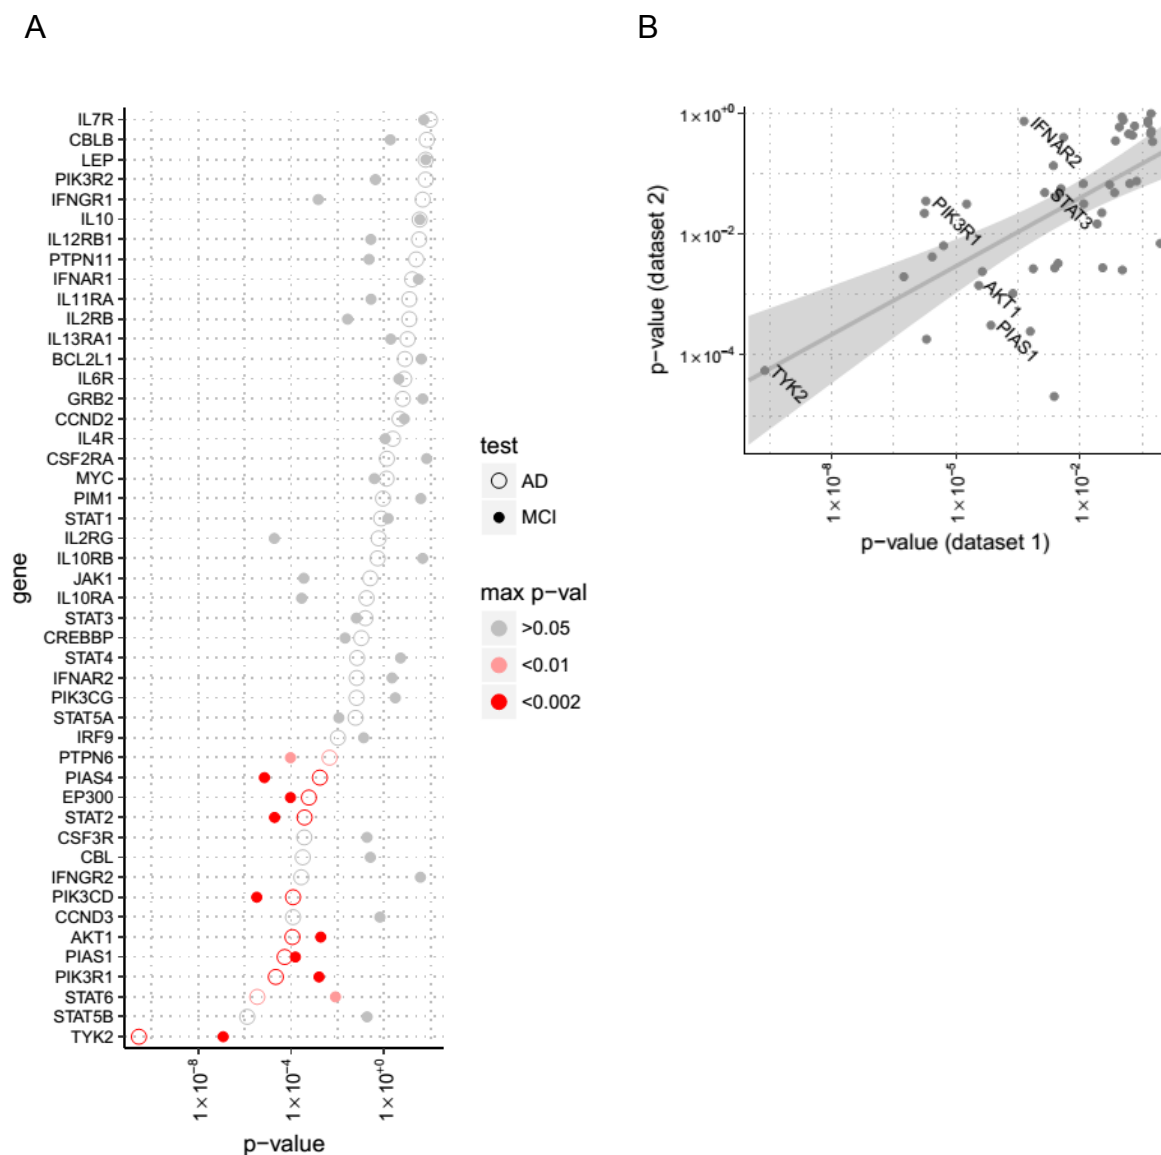 A
B
IL7R
CBLB
LEP
PIK3R2
IFNGR1
IL10
IL12RB1
PTPN11
IFNAR1
IL11RA
IL2RB
IL13RA1
BCL2L1
IL6R
GRB2
CCND2
IL4R
CSF2RA
MYC
PIM1
STAT1
IL2RG
IL10RB
JAK1
IL10RA
STAT3
CREBBP
STAT4
IFNAR2
PIK3CG
STAT5A
IRF9
PTPN6
PIAS4
EP300
STAT2
CSF3R
CBL
IFNGR2
PIK3CD
CCND3
AKT1
PIAS1
PIK3R1
STAT6
STAT5B
TYK2
gene
1×10⁻⁸
1×10⁻⁴
1×10⁺⁰
p−value
test
AD
MCI
max p−val
>0.05
<0.01
<0.002
1×10⁺⁰
1×10⁻²
1×10⁻⁴
p−value (dataset 2)
IFNAR2
STAT3
PIK3R1
AKT1
PIAS1
TYK2
1×10⁻⁸
1×10⁻⁵
1×10⁻²
p−value (dataset 1)